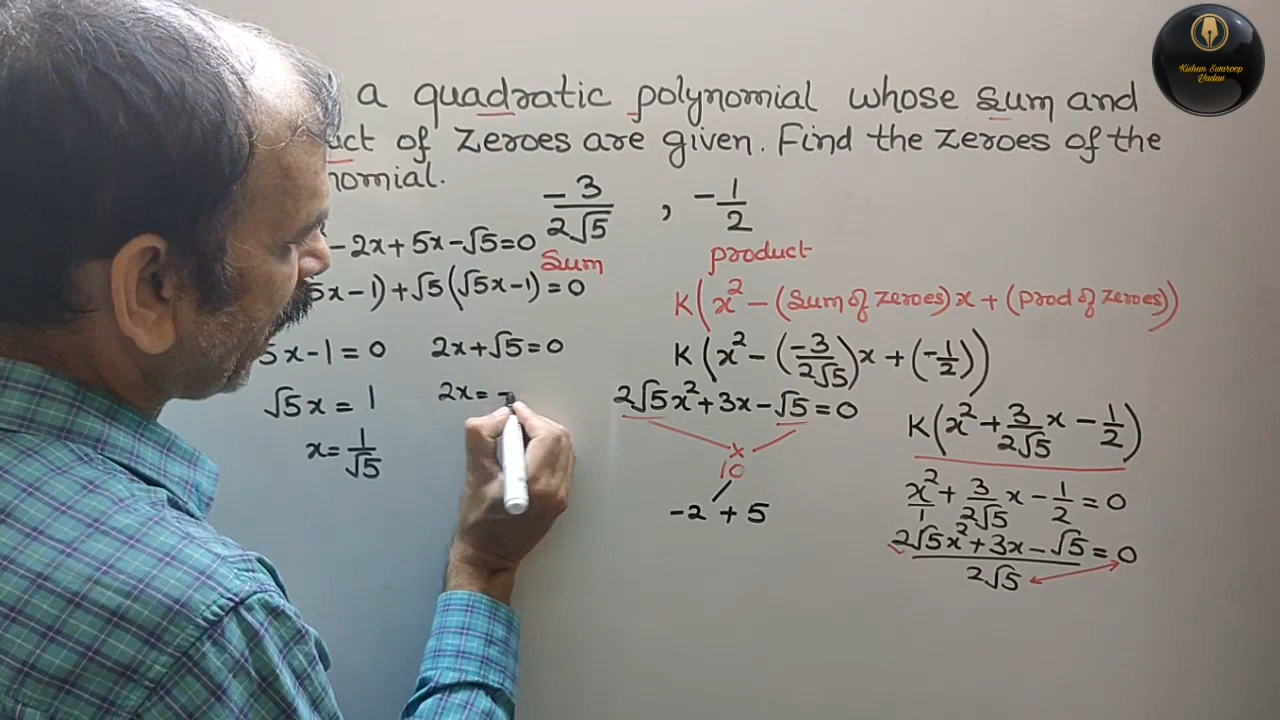 a quadratic polynomial whose sum and
uct of zeroes are given. Find the zeroes of the
nomial.
-3/2√5 , -1/2
sum product
- 2x + 5x - √5 = 0
5x - 1) + √5(√5x - 1) = 0
5x - 1 = 0 2x + √5 = 0
√5x = 1 2x = -
x = 1/√5
K(x² - (Sum of zeroes)x + (Prod of zeroes))
K(x² - (-3/2√5)x + (-1/2))
2√5x² + 3x - √5 = 0
x
10
-2 + 5
K(x² + 3/2√5 x - 1/2)
x²/1 + 3/2√5 x - 1/2 = 0
2√5x² + 3x - √5 / 2√5 = 0
Kishan Swaroop
Yadav